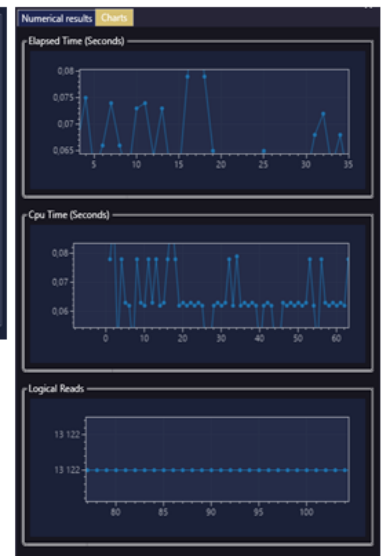 Numerical results Charts
Elapsed Time (Seconds)
0,08
0,075
0,07
0,065
5 10 15 20 25 30 35
Cpu Time (Seconds)
0,08
0,07
0,06
0 10 20 30 40 50 60
Logical Reads
13 122
13 122
80 85 90 95 100